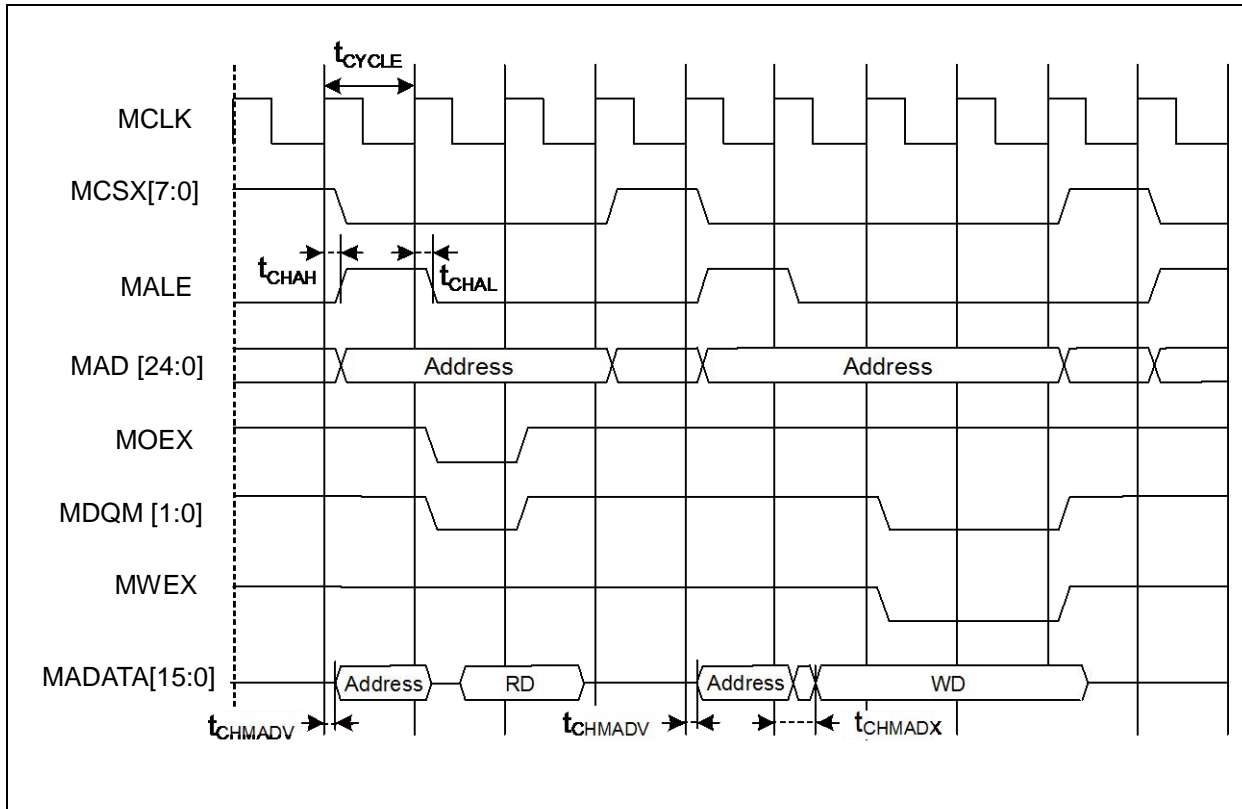 tCYCLE
MCLK
MCSX[7:0]
tCHAH
tCHAL
MALE
MAD [24:0]
Address
Address
MOEX
MDQM [1:0]
MWEX
MADATA[15:0]
Address
RD
Address
WD
tCHMADV
tCHMADV
tCHMADX